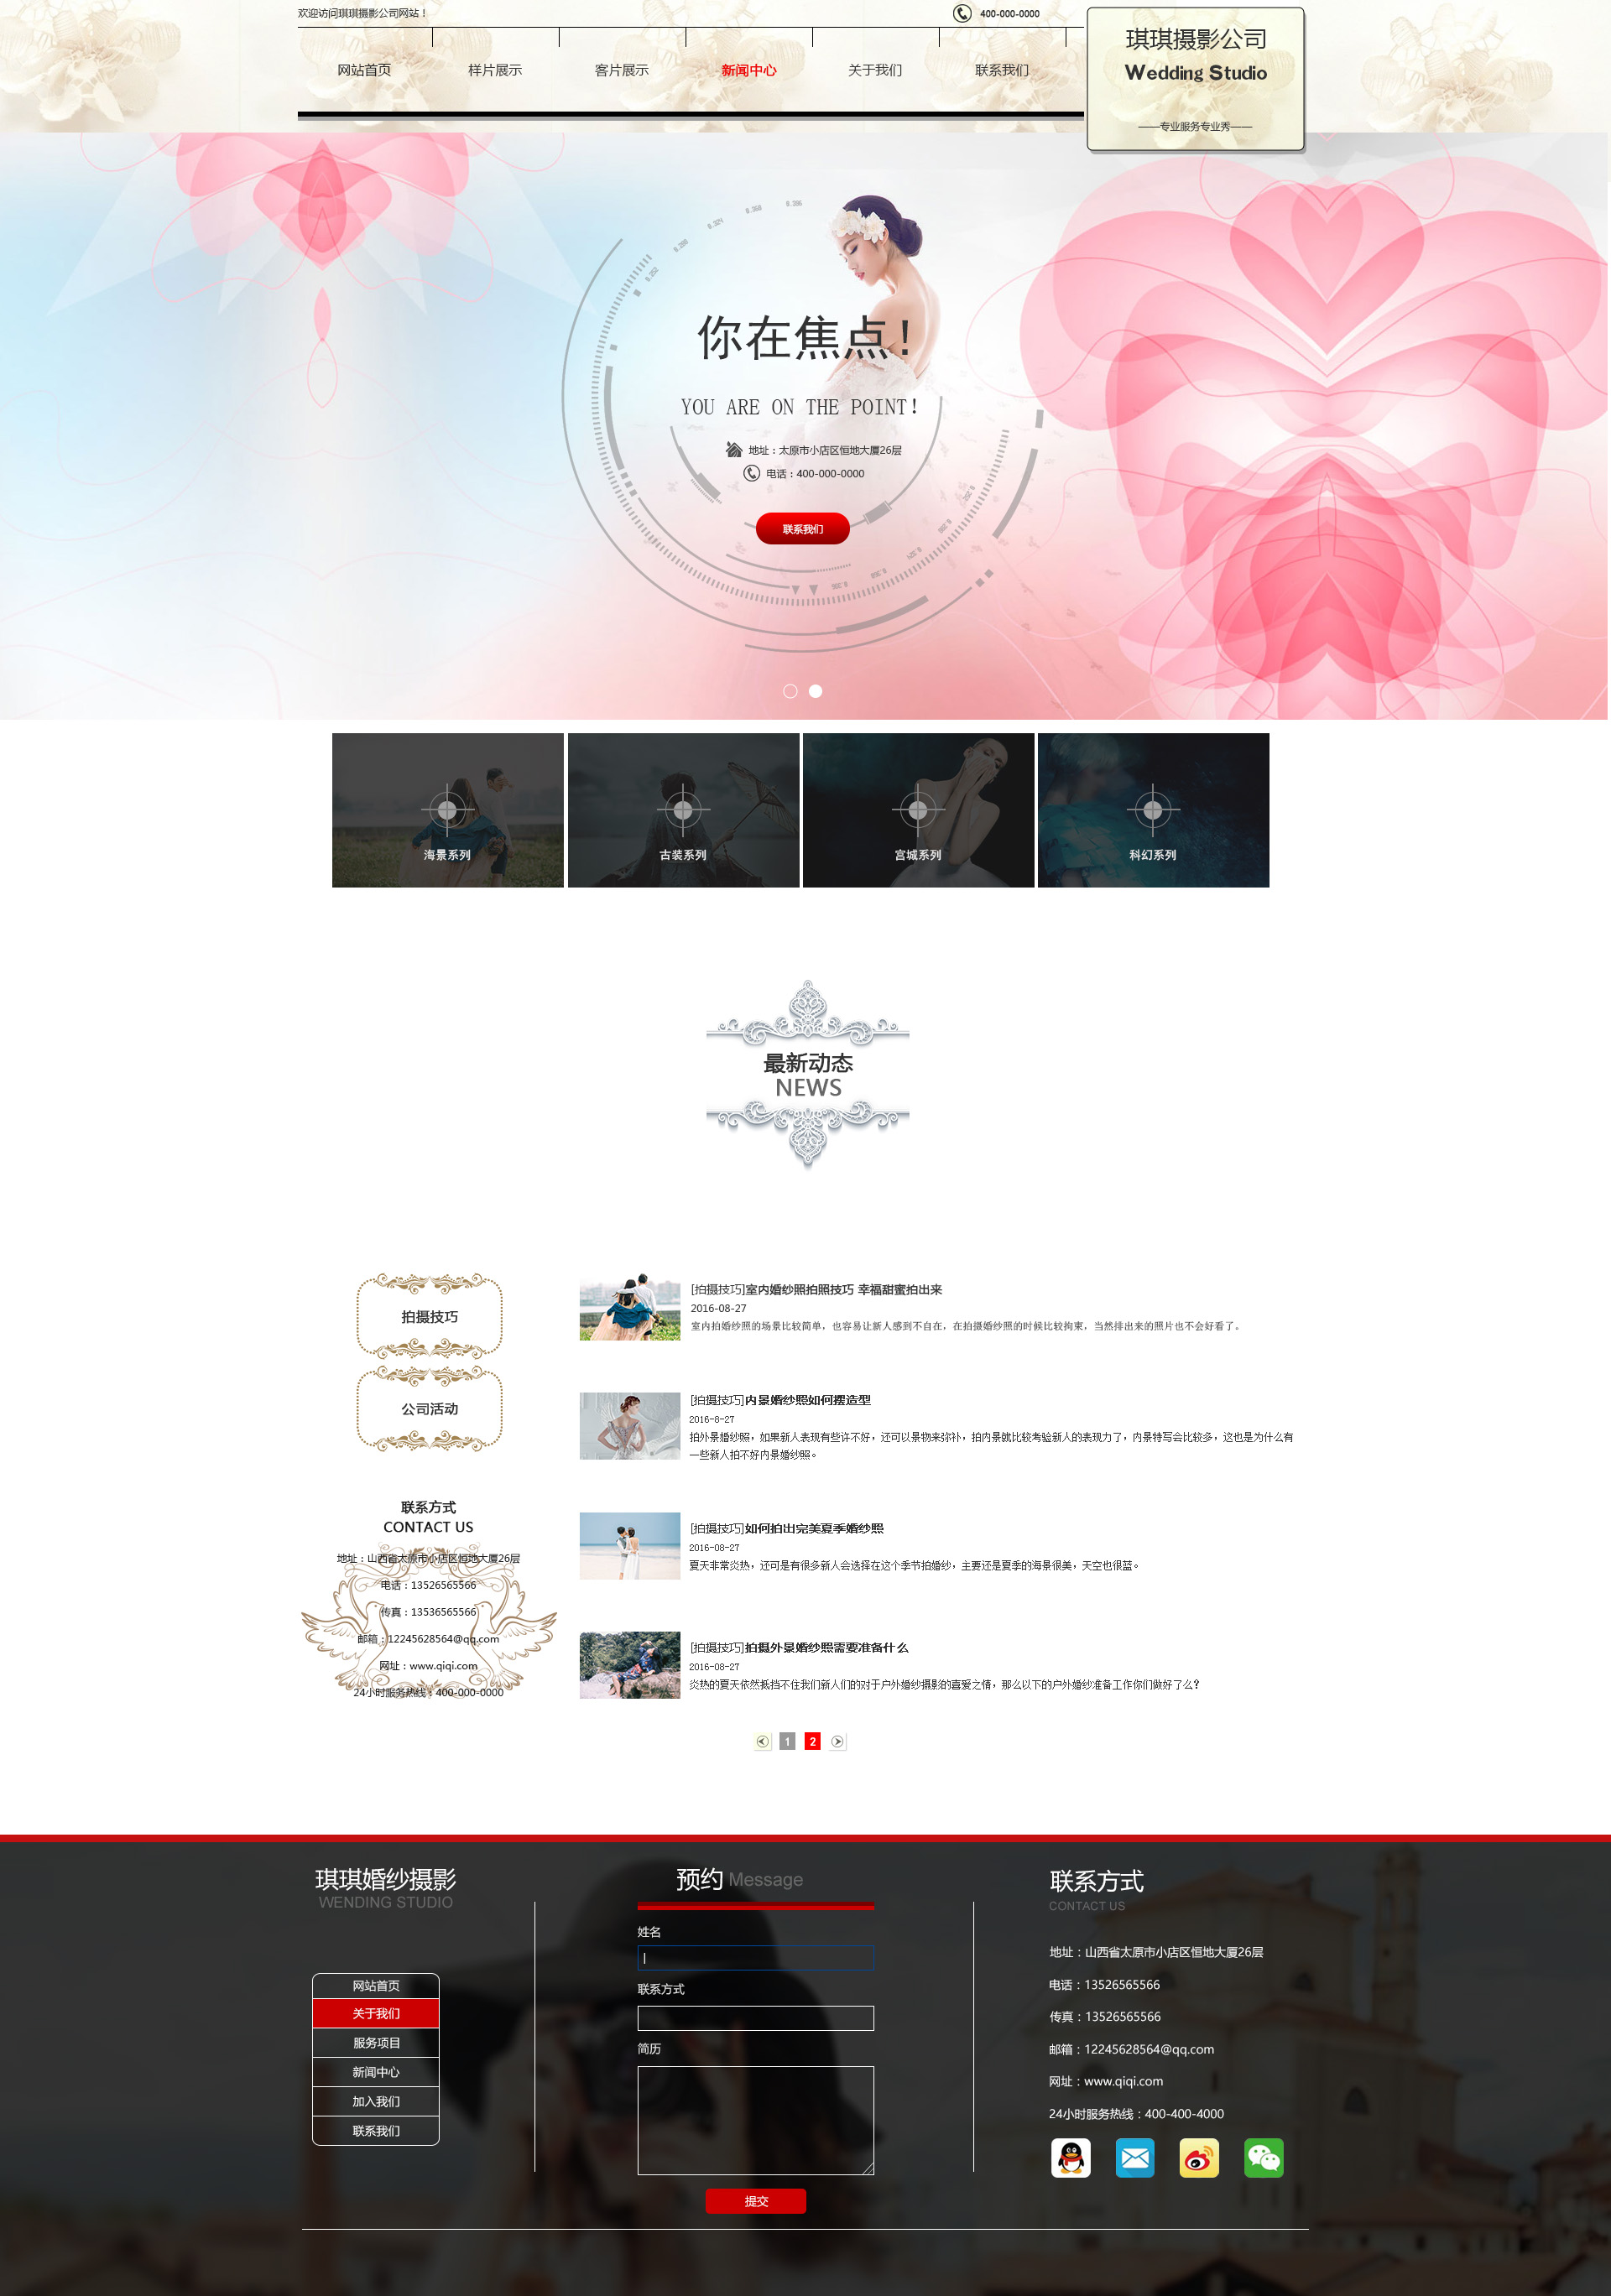 欢迎访问琪琪摄影公司网站！
400-000-0000
网站首页
样片展示
客片展示
新闻中心
关于我们
联系我们
琪琪摄影公司
Wedding Studio
——专业服务专业秀——
你在焦点！
YOU ARE ON THE POINT!
地址：太原市小店区恒地大厦26层
电话：400-000-0000
联系我们
海景系列
古装系列
宫城系列
科幻系列
最新动态
NEWS
拍摄技巧
公司活动
联系方式
CONTACT US
地址：山西省太原市小店区恒地大厦26层
电话：13526565566
传真：13536565566
邮箱：12245628564@qq.com
网址：www.qiqi.com
24小时服务热线：400-000-0000
[拍摄技巧]室内婚纱照拍照技巧 幸福甜蜜拍出来
2016-08-27
室内拍婚纱照的场景比较简单，也容易让新人感到不自在，在拍摄婚纱照的时候比较拘束，当然排出来的照片也不会好看了。
[拍摄技巧]内景婚纱照如何摆造型
2016-8-27
拍外景婚纱照，如果新人表现有些许不好，还可以景物来弥补，拍内景就比较考验新人的表现力了，内景特写会比较多，这也是为什么有
一些新人拍不好内景婚纱照。
[拍摄技巧]如何拍出完美夏季婚纱照
2016-08-27
夏天非常炎热，还可是有很多新人会选择在这个季节拍婚纱，主要还是夏季的海景很美，天空也很蓝。
[拍摄技巧]拍摄外景婚纱照需要准备什么
2016-08-27
炎热的夏天依然抵挡不住我们新人们的对于户外婚纱摄影的喜爱之情，那么以下的户外婚纱准备工作你们做好了么？
1
2
琪琪婚纱摄影
WENDING STUDIO
网站首页
关于我们
服务项目
新闻中心
加入我们
联系我们
预约 Message
姓名
联系方式
简历
提交
联系方式
CONTACT US
地址：山西省太原市小店区恒地大厦26层
电话：13526565566
传真：13526565566
邮箱：12245628564@qq.com
网址：www.qiqi.com
24小时服务热线：400-400-4000